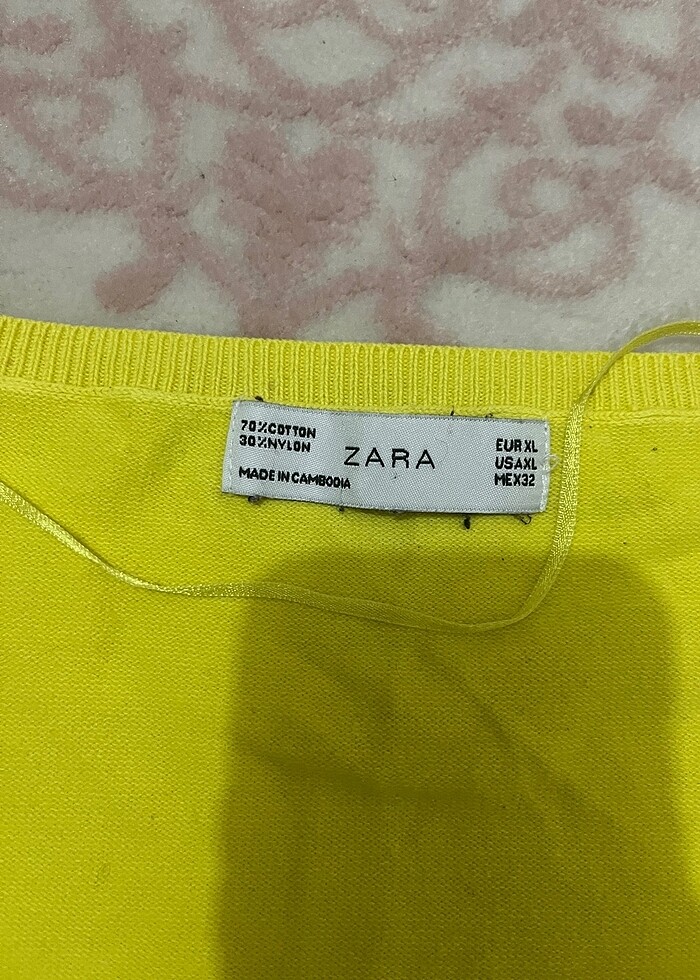 70%COTTON
30%NYLON
MADE IN CAMBODIA
ZARA
EUR XL
USA XL
MEX 32